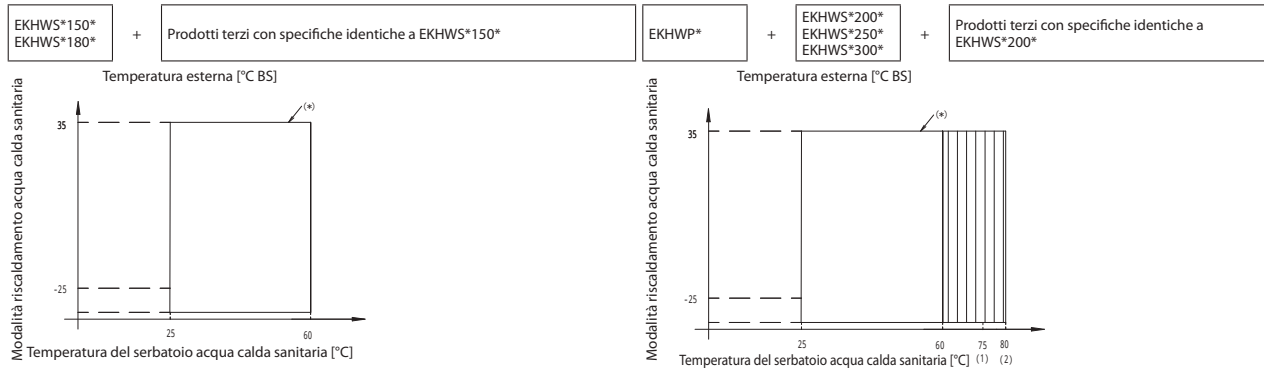 EKHWS*150*
EKHWS*180*
+
Prodotti terzi con specifiche identiche a EKHWS*150*
EKHWP*
+
EKHWS*200*
EKHWS*250*
EKHWS*300*
+
Prodotti terzi con specifiche identiche a
EKHWS*200*
Temperatura esterna [°C BS]
Modalità riscaldamento acqua calda sanitaria
(*)
35
-25
25
60
Temperatura del serbatoio acqua calda sanitaria [°C]
Temperatura esterna [°C BS]
Modalità riscaldamento acqua calda sanitaria
(*)
35
-25
25
60
75
80
(1)
(2)
Temperatura del serbatoio acqua calda sanitaria [°C]